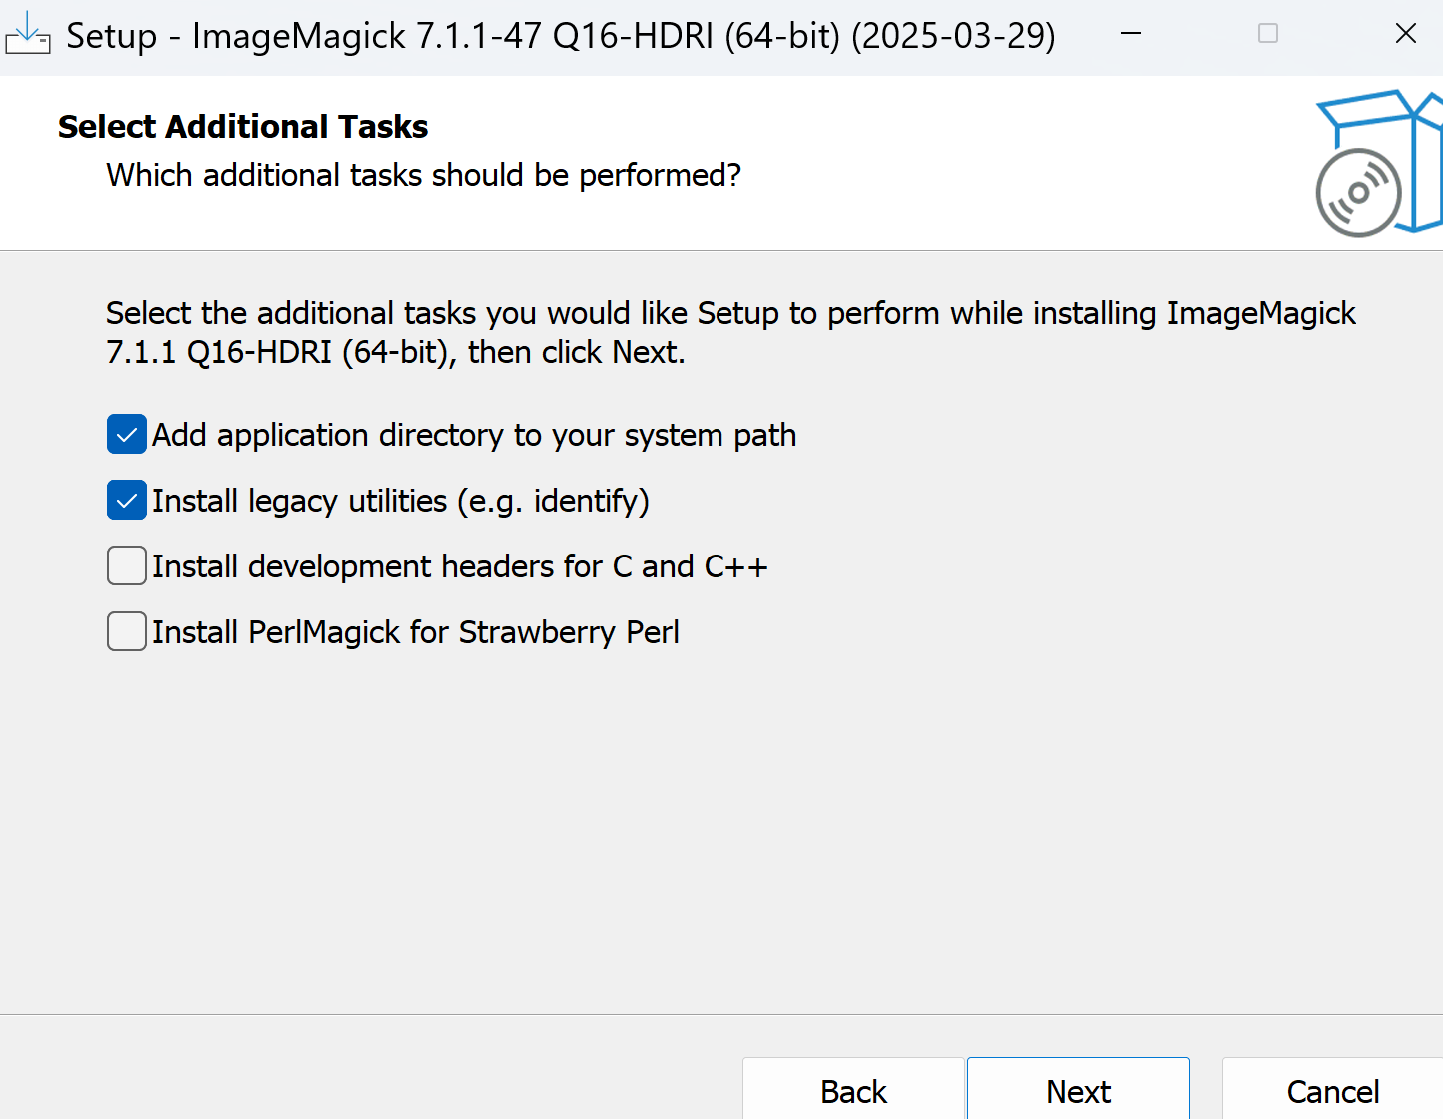 Setup - ImageMagick 7.1.1-47 Q16-HDRI (64-bit) (2025-03-29)
Select Additional Tasks
Which additional tasks should be performed?
Select the additional tasks you would like Setup to perform while installing ImageMagick
7.1.1 Q16-HDRI (64-bit), then click Next.
Add application directory to your system path
Install legacy utilities (e.g. identify)
Install development headers for C and C++
Install PerlMagick for Strawberry Perl
Back
Next
Cancel